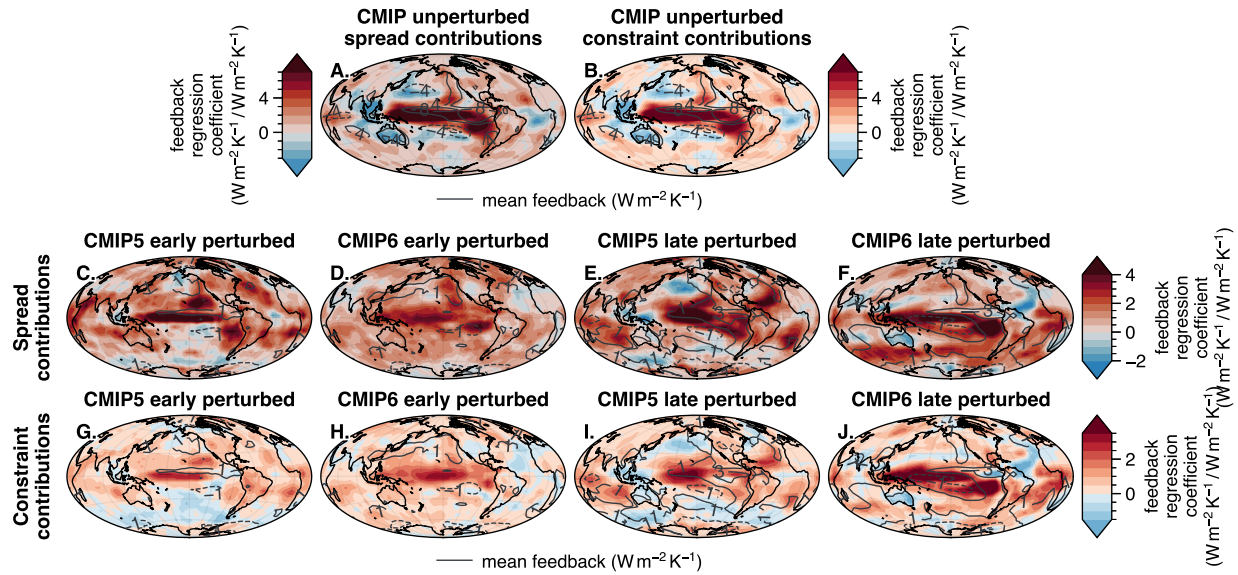 CMIP unperturbed
spread contributions
CMIP unperturbed
constraint contributions
A.
B.
feedback
regression
coefficient
(W m−2 K−1 / W m−2 K−1)
4
0
4
0
feedback
regression
coefficient
(W m−2 K−1 / W m−2 K−1)
mean feedback (W m−2 K−1)
Spread
contributions
CMIP5 early perturbed
CMIP6 early perturbed
CMIP5 late perturbed
CMIP6 late perturbed
C.
D.
E.
F.
4
2
0
−2
feedback
regression
coefficient
(W m−2 K−1 / W m−2 K−1)
Constraint
contributions
CMIP5 early perturbed
CMIP6 early perturbed
CMIP5 late perturbed
CMIP6 late perturbed
G.
H.
I.
J.
2
0
feedback
regression
coefficient
(W m−2 K−1 / W m−2 K−1)
mean feedback (W m−2 K−1)